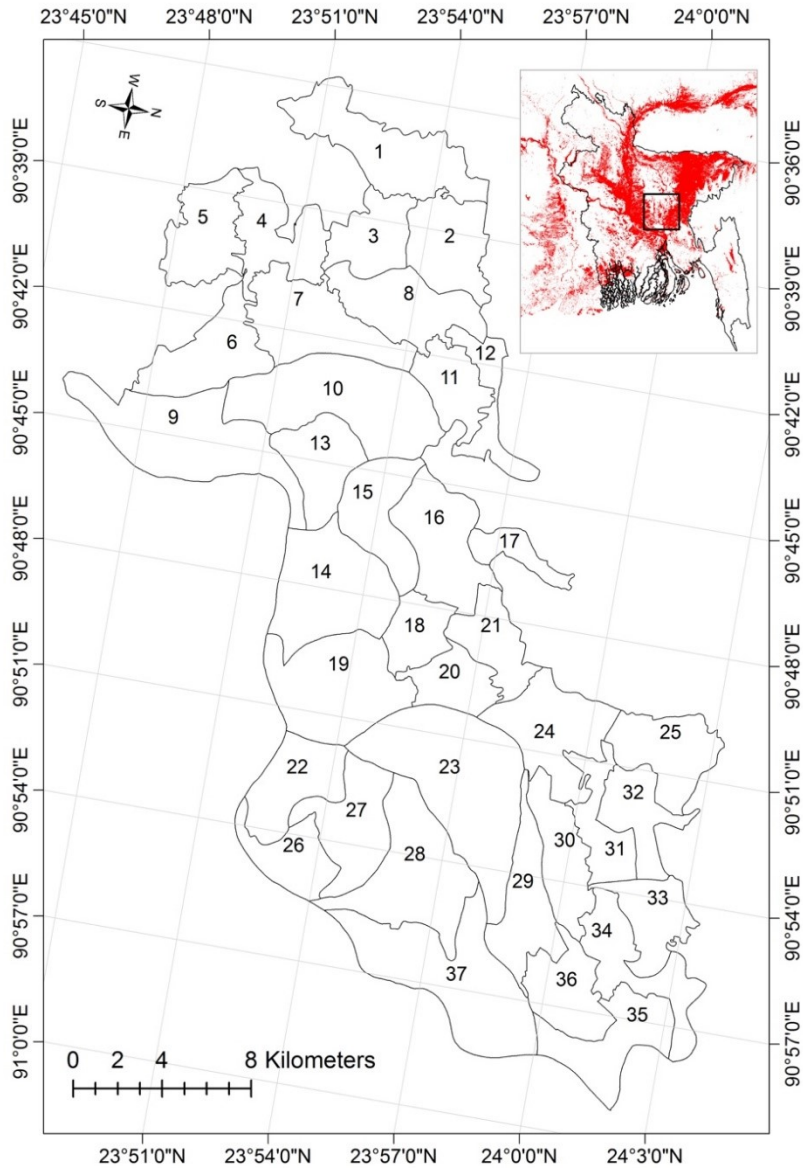 23°45'0"N 23°48'0"N 23°51'0"N 23°54'0"N 23°57'0"N 24°0'0"N
W
S N
E
90°39'0"E
90°42'0"E
90°45'0"E
90°48'0"E
90°51'0"E
90°54'0"E
90°57'0"E
91°0'0"E
90°36'0"E
90°39'0"E
90°42'0"E
90°45'0"E
90°48'0"E
90°51'0"E
90°54'0"E
90°57'0"E
1
5 4 3 2
7 8
6 12
10 11
9
13
15
16
17
14
18 21
19 20
24 25
22 23
32
27
26 28 30 31
29
33
34
37 36
35
0 2 4 8 Kilometers
23°51'0"N 23°54'0"N 23°57'0"N 24°0'0"N 24°3'0"N